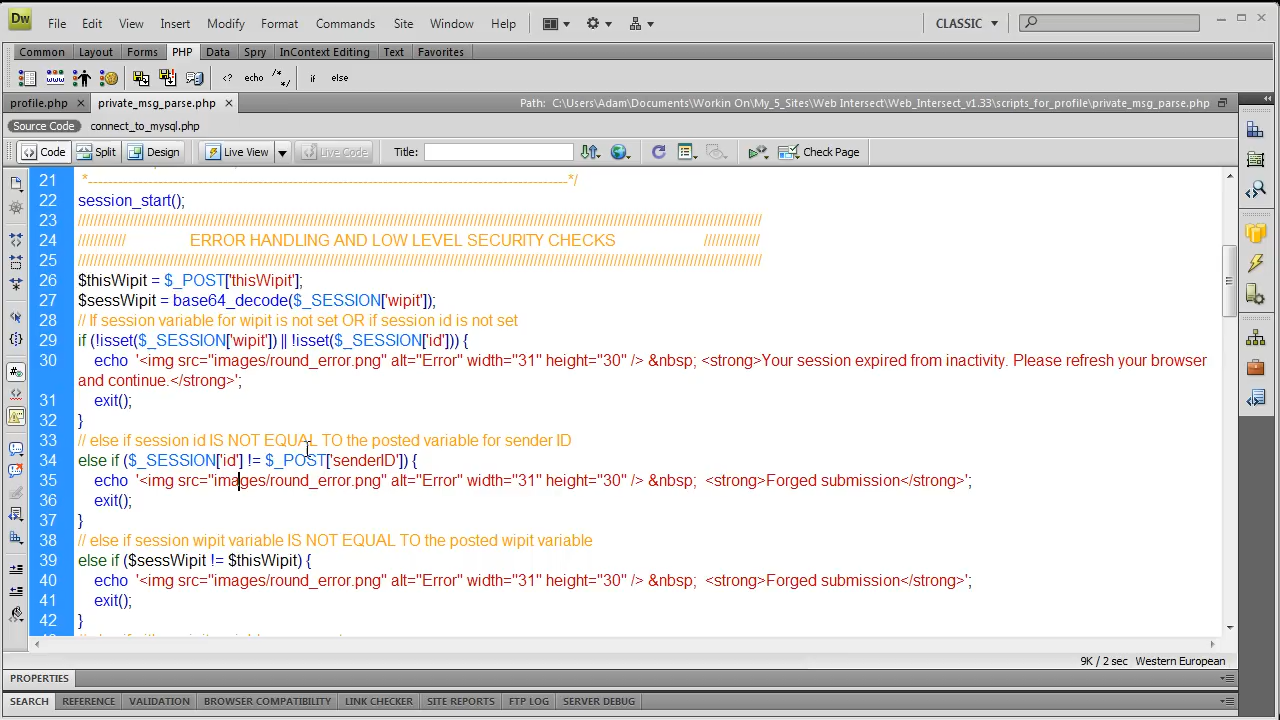 Dw File Edit View Insert Modify Format Commands Site Window Help CLASSIC
Common Layout Forms PHP Data Spry InContext Editing Text Favorites
<? echo /*_*/ if else
profile.php × private_msg_parse.php × Path: C:\Users\Adam\Documents\Workin On\My_5_Sites\Web Intersect\Web_Intersect_v1.33\scripts_for_profile\private_msg_parse.php
Source Code connect_to_mysql.php
Code Split Design Live View Live Code Title: Check Page
21 *------------------------------------------------------------------------------------------------*/
22 session_start();
23 ////////////////////////////////////////////////////////////////////////////////////////////////////////////////////////////////////////////////////////
24 /////////// ERROR HANDLING AND LOW LEVEL SECURITY CHECKS /////////////
25 ////////////////////////////////////////////////////////////////////////////////////////////////////////////////////////////////////////////////////////
26 $thisWipit = $_POST['thisWipit'];
27 $sessWipit = base64_decode($_SESSION['wipit']);
28 // If session variable for wipit is not set OR if session id is not set
29 if (!isset($_SESSION['wipit']) || !isset($_SESSION['id'])) {
30 echo '<img src="images/round_error.png" alt="Error" width="31" height="30" /> &nbsp; <strong>Your session expired from inactivity. Please refresh your browser
and continue.</strong>';
31 exit();
32 }
33 // else if session id IS NOT EQUAL TO the posted variable for sender ID
34 else if ($_SESSION['id'] != $_POST['senderID']) {
35 echo '<img src="images/round_error.png" alt="Error" width="31" height="30" /> &nbsp; <strong>Forged submission</strong>';
36 exit();
37 }
38 // else if session wipit variable IS NOT EQUAL TO the posted wipit variable
39 else if ($sessWipit != $thisWipit) {
40 echo '<img src="images/round_error.png" alt="Error" width="31" height="30" /> &nbsp; <strong>Forged submission</strong>';
41 exit();
42 }
9K / 2 sec Western European
PROPERTIES
SEARCH REFERENCE VALIDATION BROWSER COMPATIBILITY LINK CHECKER SITE REPORTS FTP LOG SERVER DEBUG